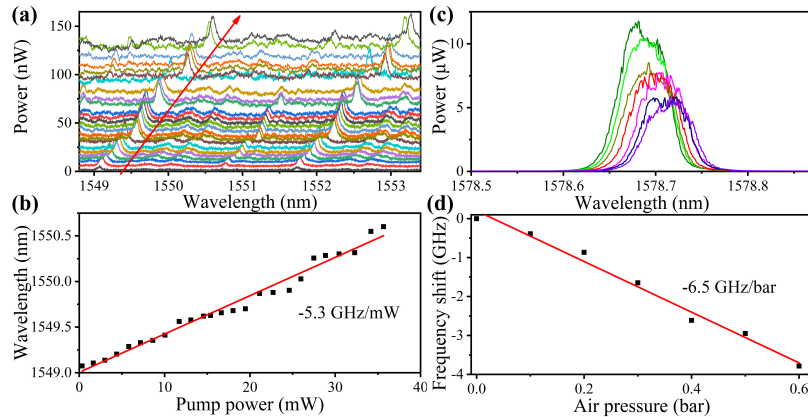 (a)
Power (nW)
150
100
50
0
1549
1550
1551
1552
1553
Wavelength (nm)
(c)
Power (μW)
10
5
0
1578.5
1578.6
1578.7
1578.8
Wavelength (nm)
(b)
Wavelength (nm)
1550.5
1550.0
1549.5
1549.0
0
10
20
30
40
Pump power (mW)
-5.3 GHz/mW
(d)
Frequency shift (GHz)
0
-1
-2
-3
-4
0.0
0.2
0.4
0.6
Air pressure (bar)
-6.5 GHz/bar